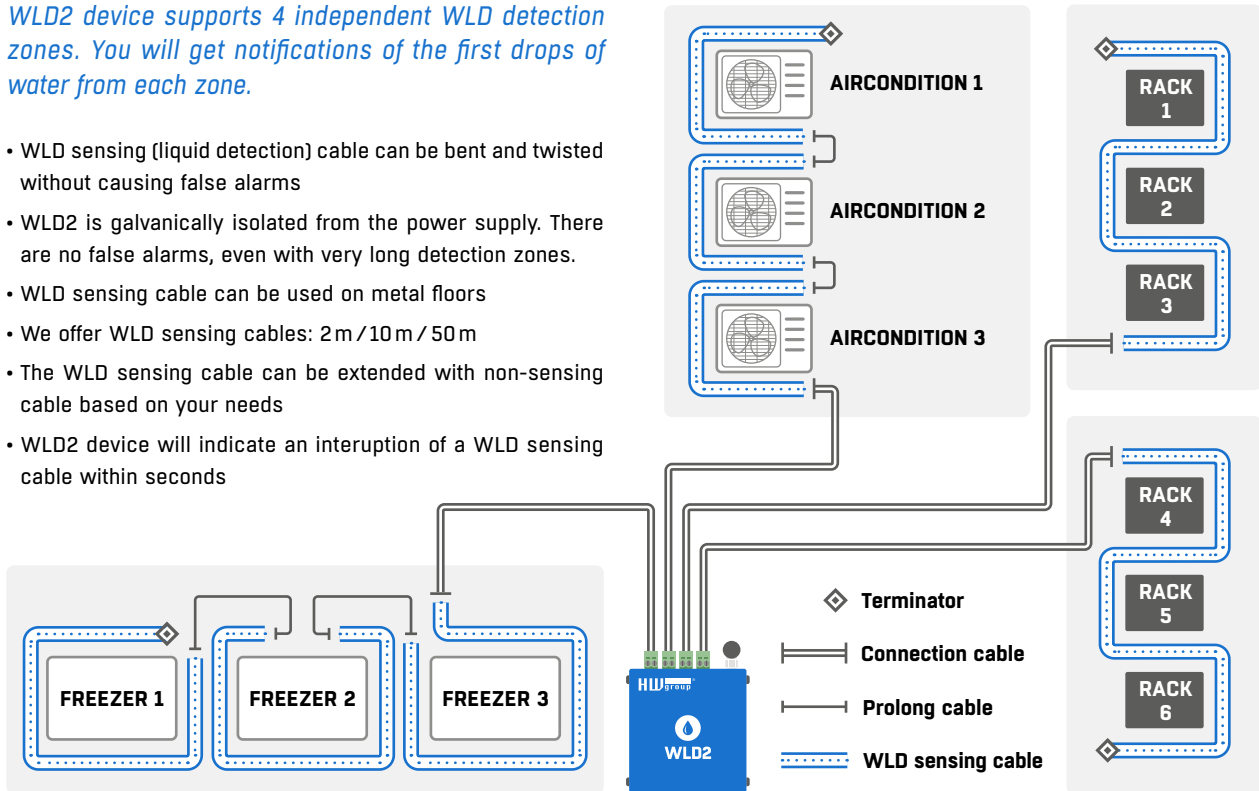 WLD2 device supports 4 independent WLD detection
zones. You will get notifications of the first drops of
water from each zone.
• WLD sensing (liquid detection) cable can be bent and twisted
without causing false alarms
• WLD2 is galvanically isolated from the power supply. There
are no false alarms, even with very long detection zones.
• WLD sensing cable can be used on metal floors
• We offer WLD sensing cables: 2 m / 10 m / 50 m
• The WLD sensing cable can be extended with non-sensing
cable based on your needs
• WLD2 device will indicate an interuption of a WLD sensing
cable within seconds
AIRCONDITION 1
AIRCONDITION 2
AIRCONDITION 3
RACK
1
RACK
2
RACK
3
RACK
4
RACK
5
RACK
6
FREEZER 1
FREEZER 2
FREEZER 3
HW
group
WLD2
Terminator
Connection cable
Prolong cable
WLD sensing cable